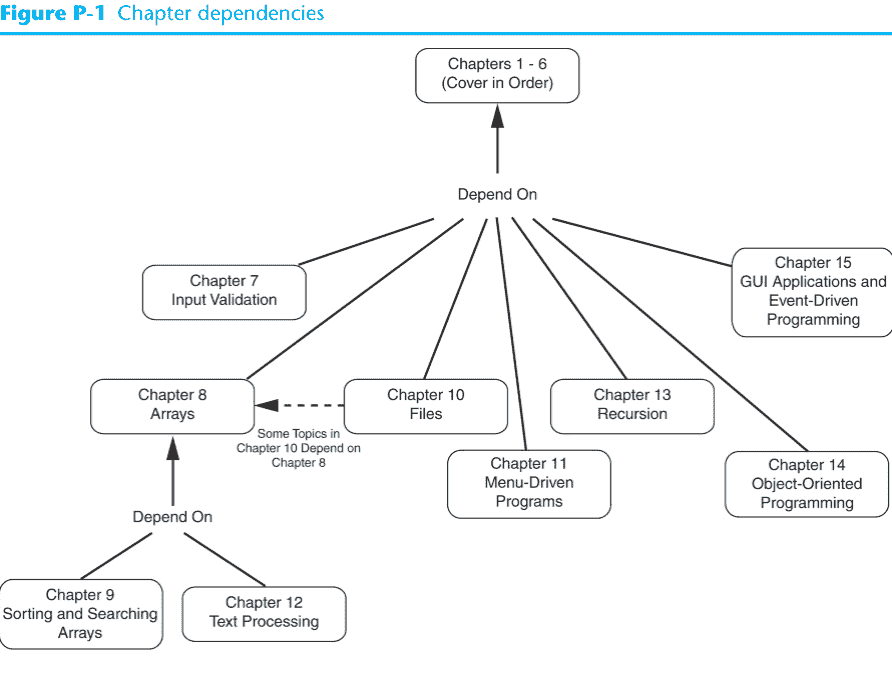 Figure P-1 Chapter dependencies
Chapters 1 - 6
(Cover in Order)
Depend On
Chapter 7
Input Validation
Chapter 15
GUI Applications and
Event-Driven
Programming
Chapter 8
Arrays
Chapter 10
Files
Chapter 13
Recursion
Some Topics in
Chapter 10 Depend on
Chapter 8
Chapter 11
Menu-Driven
Programs
Chapter 14
Object-Oriented
Programming
Depend On
Chapter 9
Sorting and Searching
Arrays
Chapter 12
Text Processing